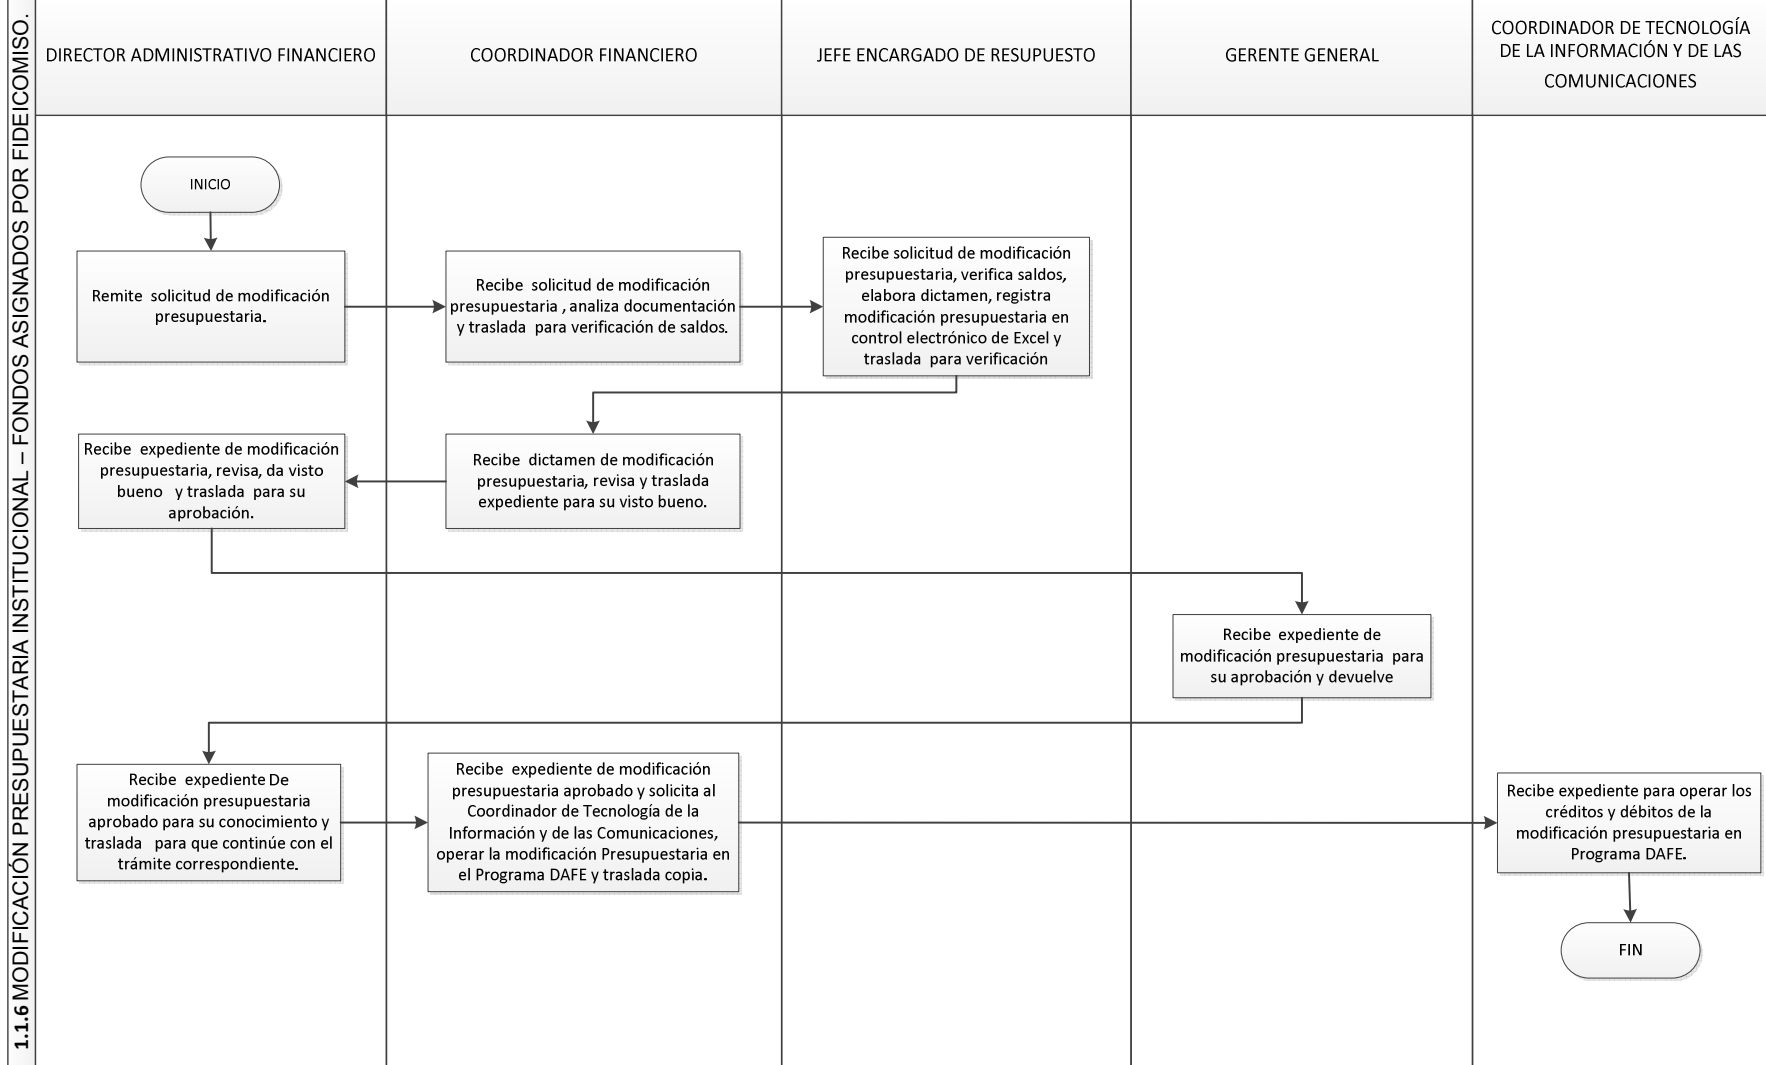 1.1.6 MODIFICACIÓN PRESUPUESTARIA INSTITUCIONAL – FONDOS ASIGNADOS POR FIDEICOMISO.
DIRECTOR ADMINISTRATIVO FINANCIERO
COORDINADOR FINANCIERO
JEFE ENCARGADO DE RESUPUESTO
GERENTE GENERAL
COORDINADOR DE TECNOLOGÍA
DE LA INFORMACIÓN Y DE LAS
COMUNICACIONES
INICIO
Remite solicitud de modificación
presupuestaria.
Recibe solicitud de modificación
presupuestaria , analiza documentación
y traslada para verificación de saldos.
Recibe solicitud de modificación
presupuestaria, verifica saldos,
elabora dictamen, registra
modificación presupuestaria en
control electrónico de Excel y
traslada para verificación
Recibe dictamen de modificación
presupuestaria, revisa y traslada
expediente para su visto bueno.
Recibe expediente de modificación
presupuestaria, revisa, da visto
bueno y traslada para su
aprobación.
Recibe expediente de
modificación presupuestaria para
su aprobación y devuelve
Recibe expediente De
modificación presupuestaria
aprobado para su conocimiento y
traslada para que continúe con el
trámite correspondiente.
Recibe expediente de modificación
presupuestaria aprobado y solicita al
Coordinador de Tecnología de la
Información y de las Comunicaciones,
operar la modificación Presupuestaria en
el Programa DAFE y traslada copia.
Recibe expediente para operar los
créditos y débitos de la
modificación presupuestaria en
Programa DAFE.
FIN